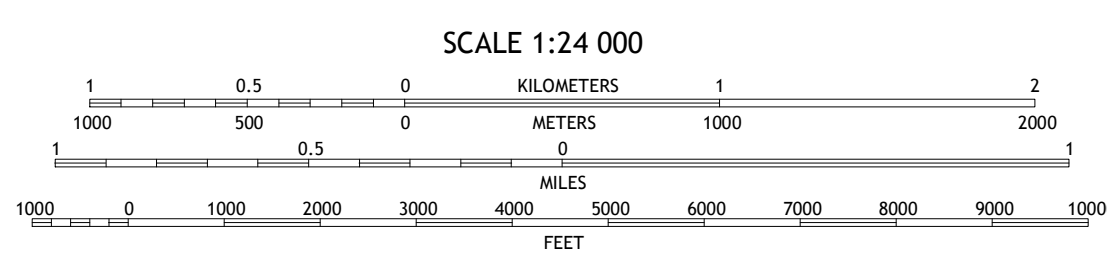 SCALE 1:24 000
1 0.5 0 KILOMETERS 1 2
1000 500 0 METERS 1000 2000
1 0.5 0 1
MILES
1000 0 1000 2000 3000 4000 5000 6000 7000 8000 9000 1000
FEET